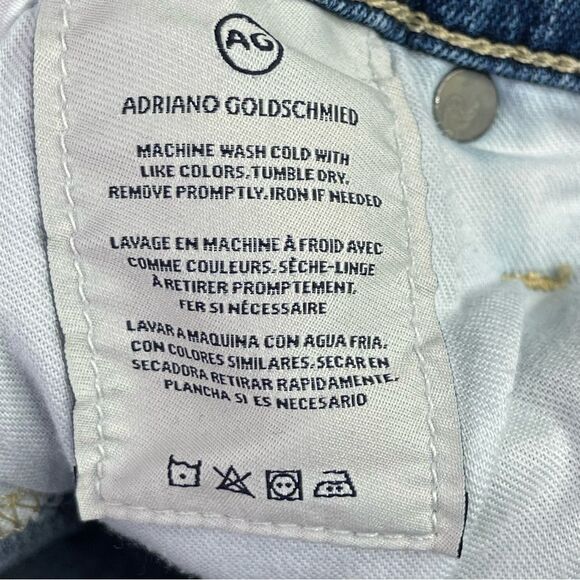 AG
ADRIANO GOLDSCHMIED
MACHINE WASH COLD WITH
LIKE COLORS. TUMBLE DRY.
REMOVE PROMPTLY. IRON IF NEEDED
LAVAGE EN MACHINE À FROID AVEC
COMME COULEURS. SÈCHE-LINGE
À RETIRER PROMPTEMENT.
FER SI NÉCESSAIRE
LAVAR A MAQUINA CON AGUA FRIA.
CON COLORES SIMILARES. SECAR EN
SECADORA RETIRAR RAPIDAMENTE.
PLANCHA SI ES NECESARIO